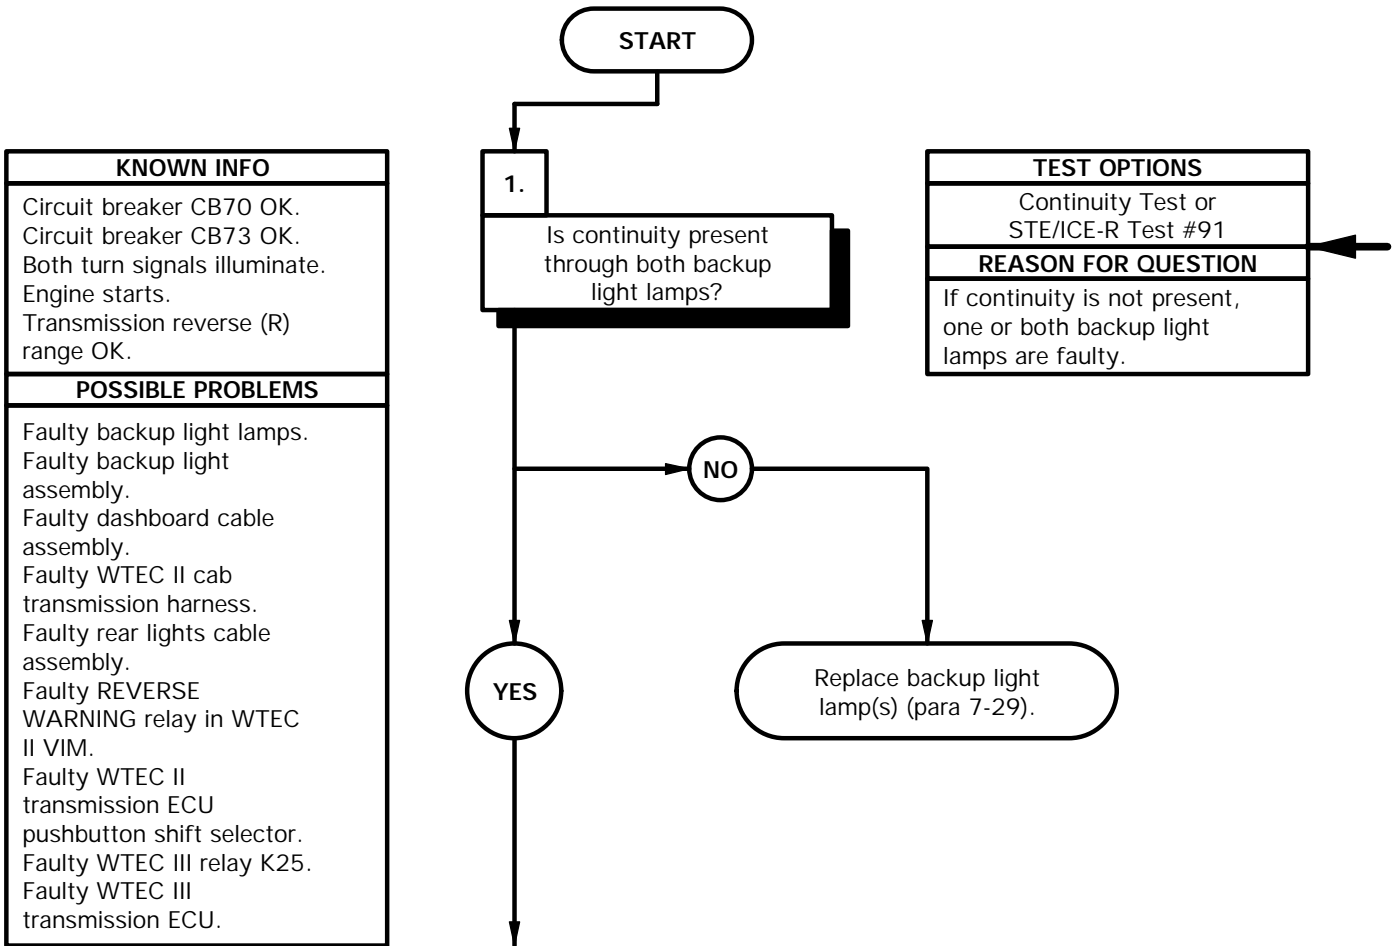 START
KNOWN INFO
Circuit breaker CB70 OK.
Circuit breaker CB73 OK.
Both turn signals illuminate.
Engine starts.
Transmission reverse (R)
range OK.
POSSIBLE PROBLEMS
Faulty backup light lamps.
Faulty backup light
assembly.
Faulty dashboard cable
assembly.
Faulty WTEC II cab
transmission harness.
Faulty rear lights cable
assembly.
Faulty REVERSE
WARNING relay in WTEC
II VIM.
Faulty WTEC II
transmission ECU
pushbutton shift selector.
Faulty WTEC III relay K25.
Faulty WTEC III
transmission ECU.
1.
Is continuity present
through both backup
light lamps?
TEST OPTIONS
Continuity Test or
STE/ICE-R Test #91
REASON FOR QUESTION
If continuity is not present,
one or both backup light
lamps are faulty.
NO
YES
Replace backup light
lamp(s) (para 7-29).